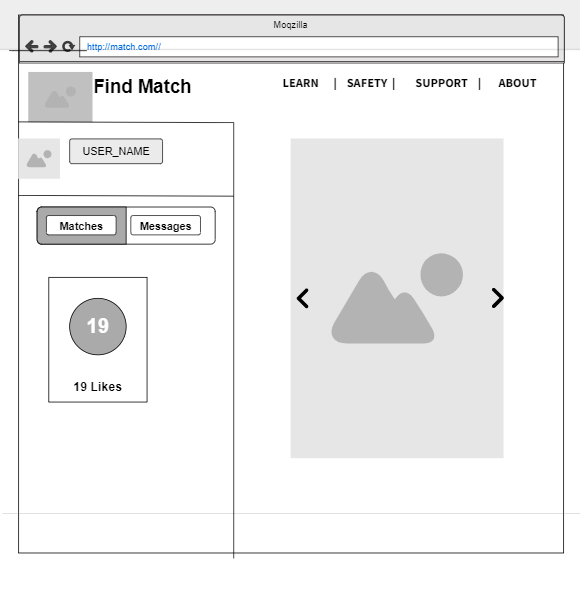 Moqzilla
http://match.com//
Find Match
LEARN | SAFETY | SUPPORT | ABOUT
USER_NAME
Matches Messages
19
19 Likes